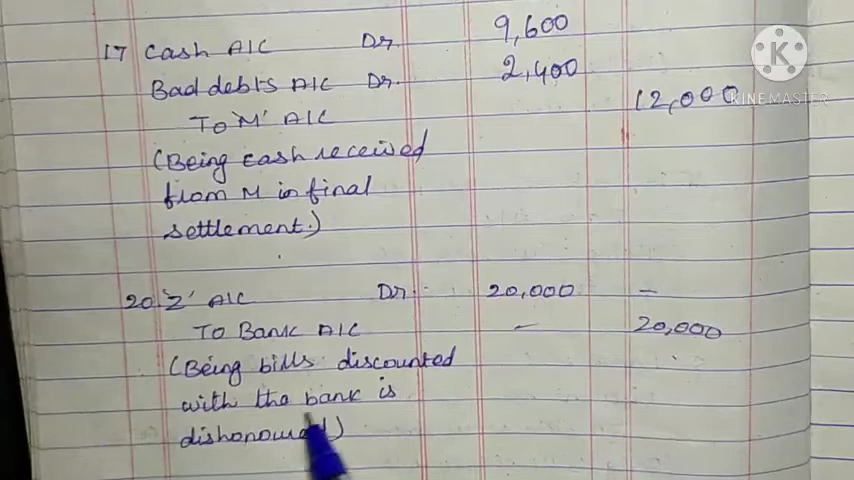 17 Cash A/C Dr. 9,600
Bad debts A/C Dr. 2,400
To 'M' A/C 12,000
(Being cash received
from M in final
settlement.)
20 'Z' A/C Dr. 20,000 -
To Bank A/C - 20,000
(Being bills discounted
with the bank is
dishonoured)
KINEMASTER